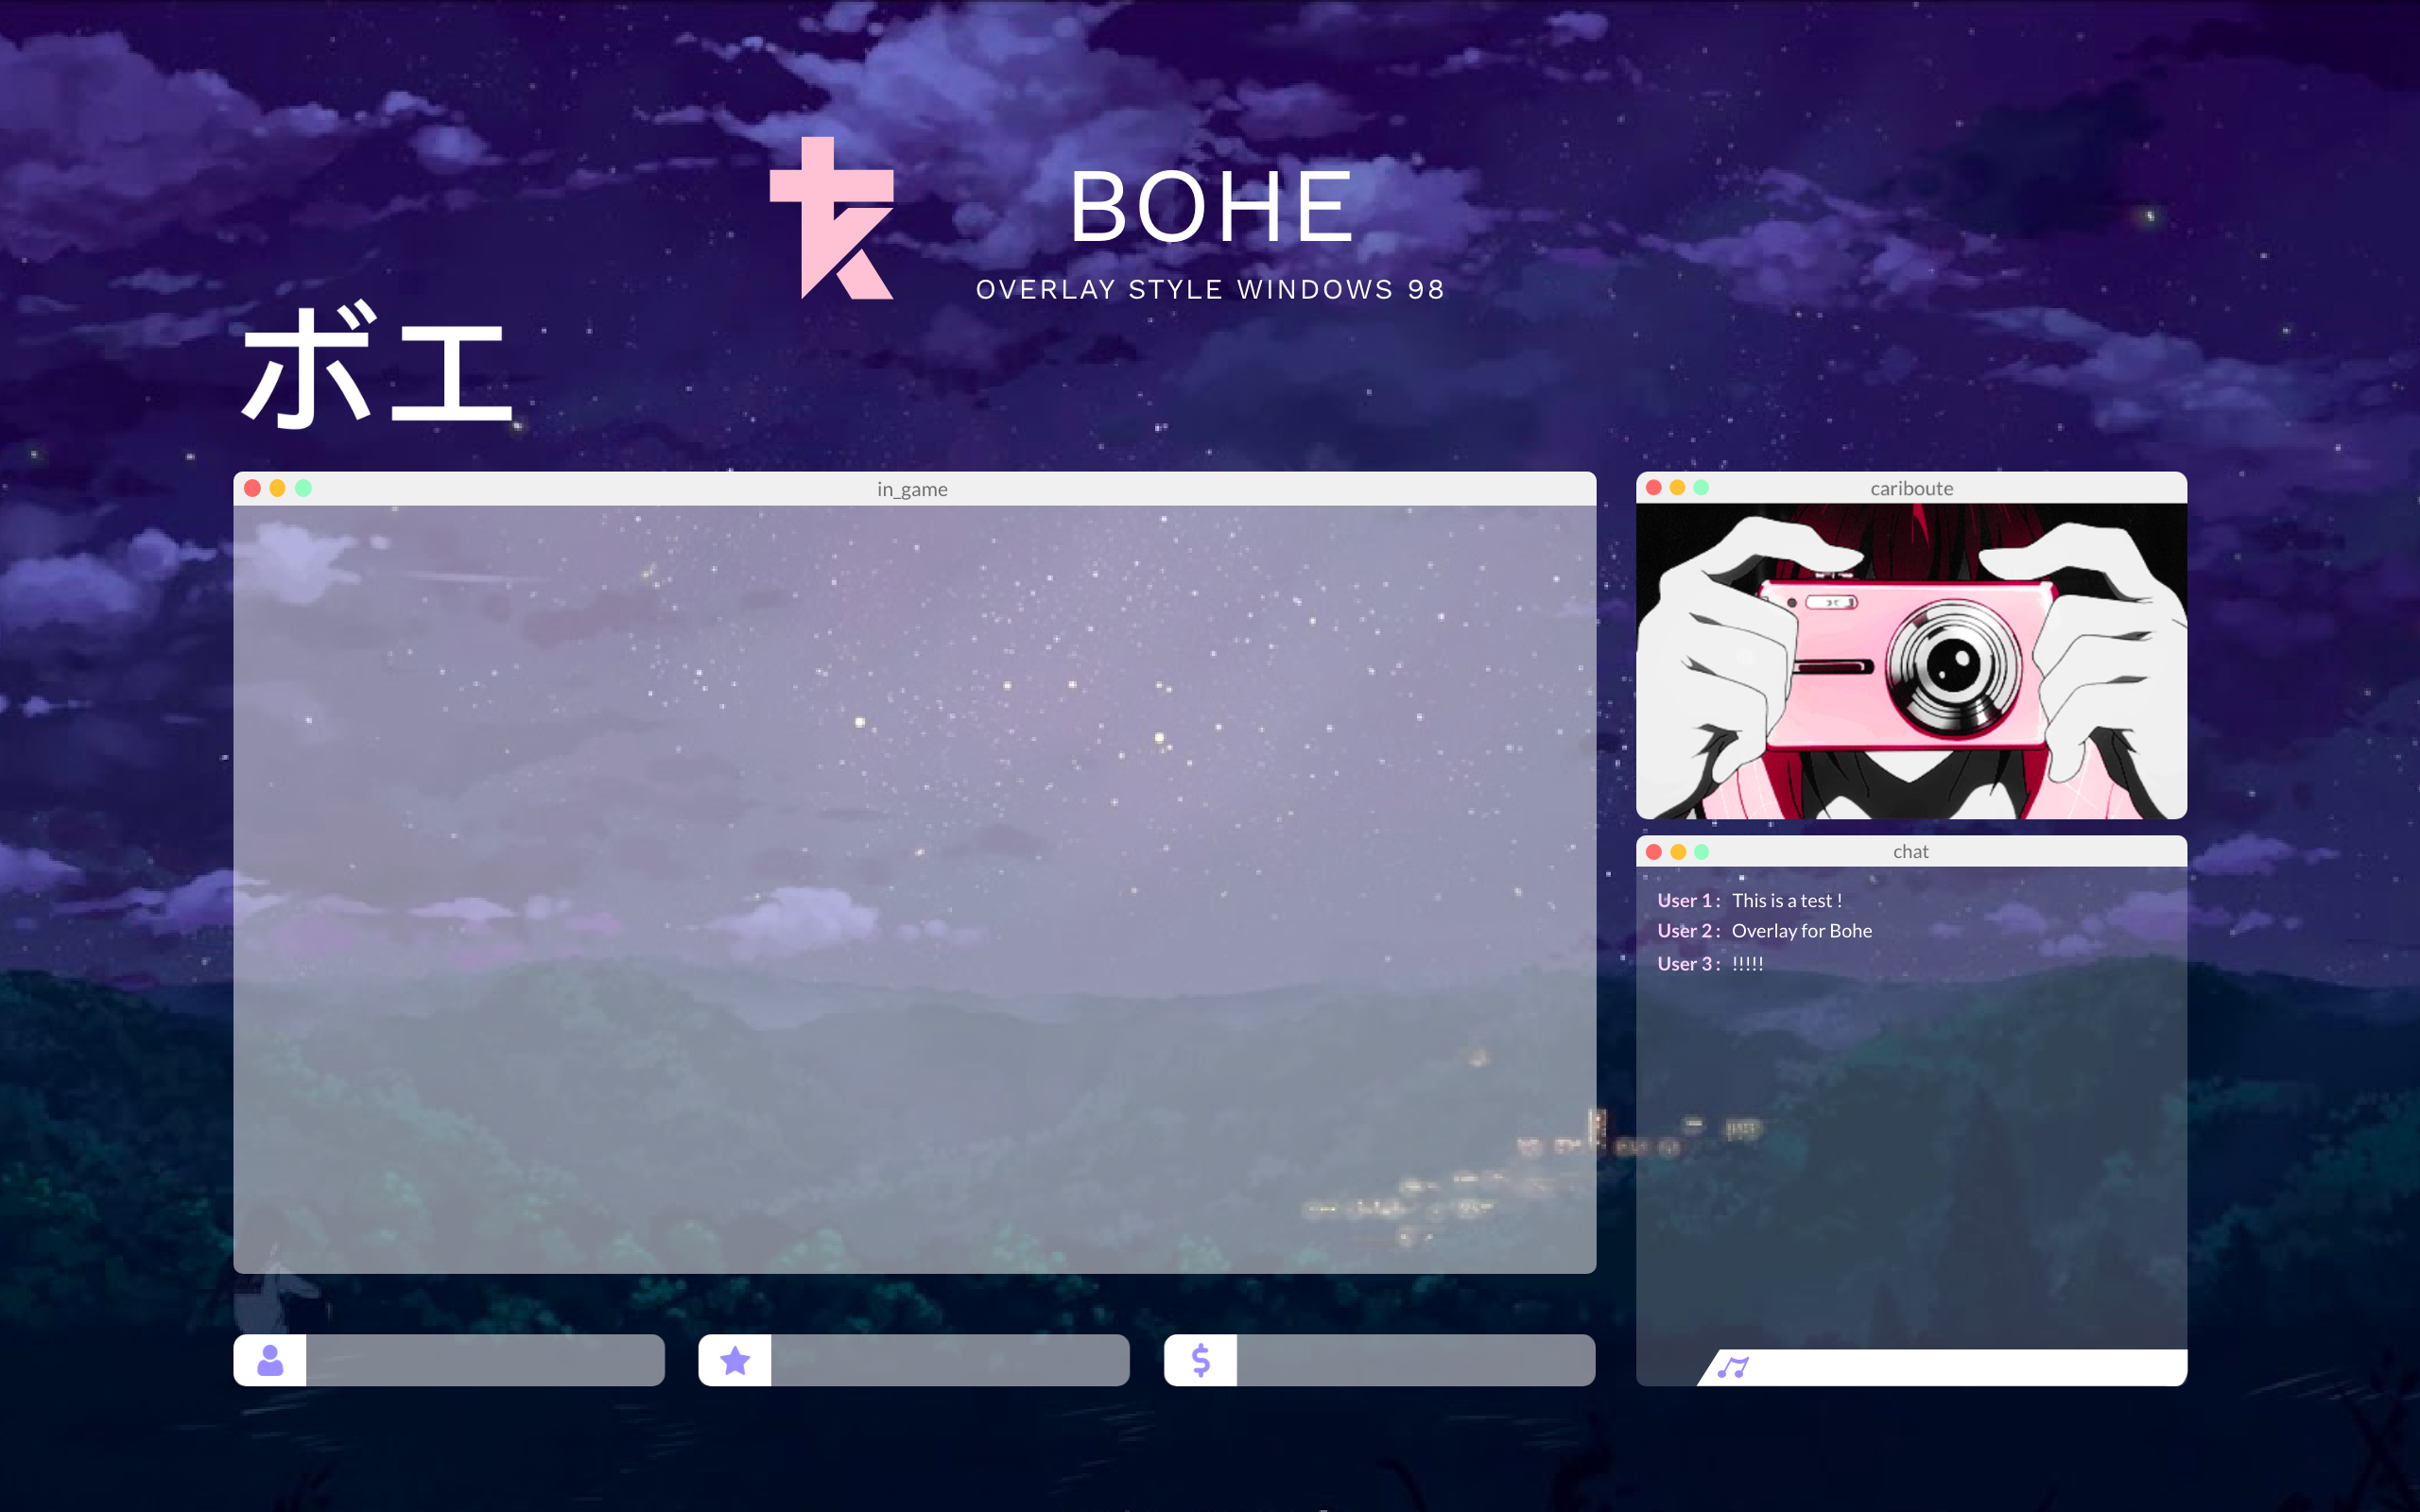 BOHE
OVERLAY STYLE WINDOWS 98
ボエ
in_game
cariboute
chat
User 1 : This is a test !
User 2 : Overlay for Bohe
User 3 : !!!!!
$